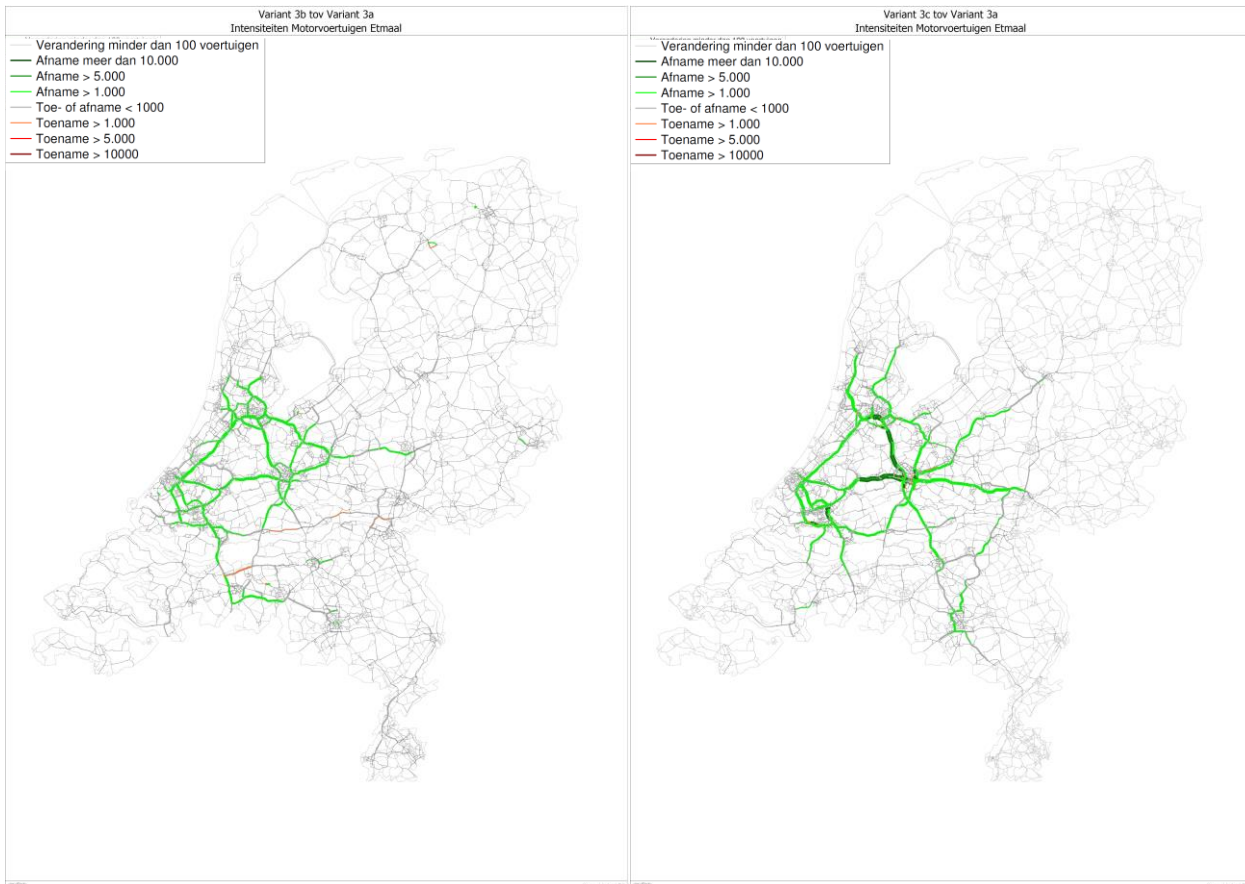 Variant 3b tov Variant 3a
Intensiteiten Motorvoertuigen Etmaal
Verandering minder dan 100 voertuigen
Afname meer dan 10.000
Afname > 5.000
Afname > 1.000
Toe- of afname < 1000
Toename > 1.000
Toename > 5.000
Toename > 10000
Variant 3c tov Variant 3a
Intensiteiten Motorvoertuigen Etmaal
Verandering minder dan 100 voertuigen
Afname meer dan 10.000
Afname > 5.000
Afname > 1.000
Toe- of afname < 1000
Toename > 1.000
Toename > 5.000
Toename > 10000